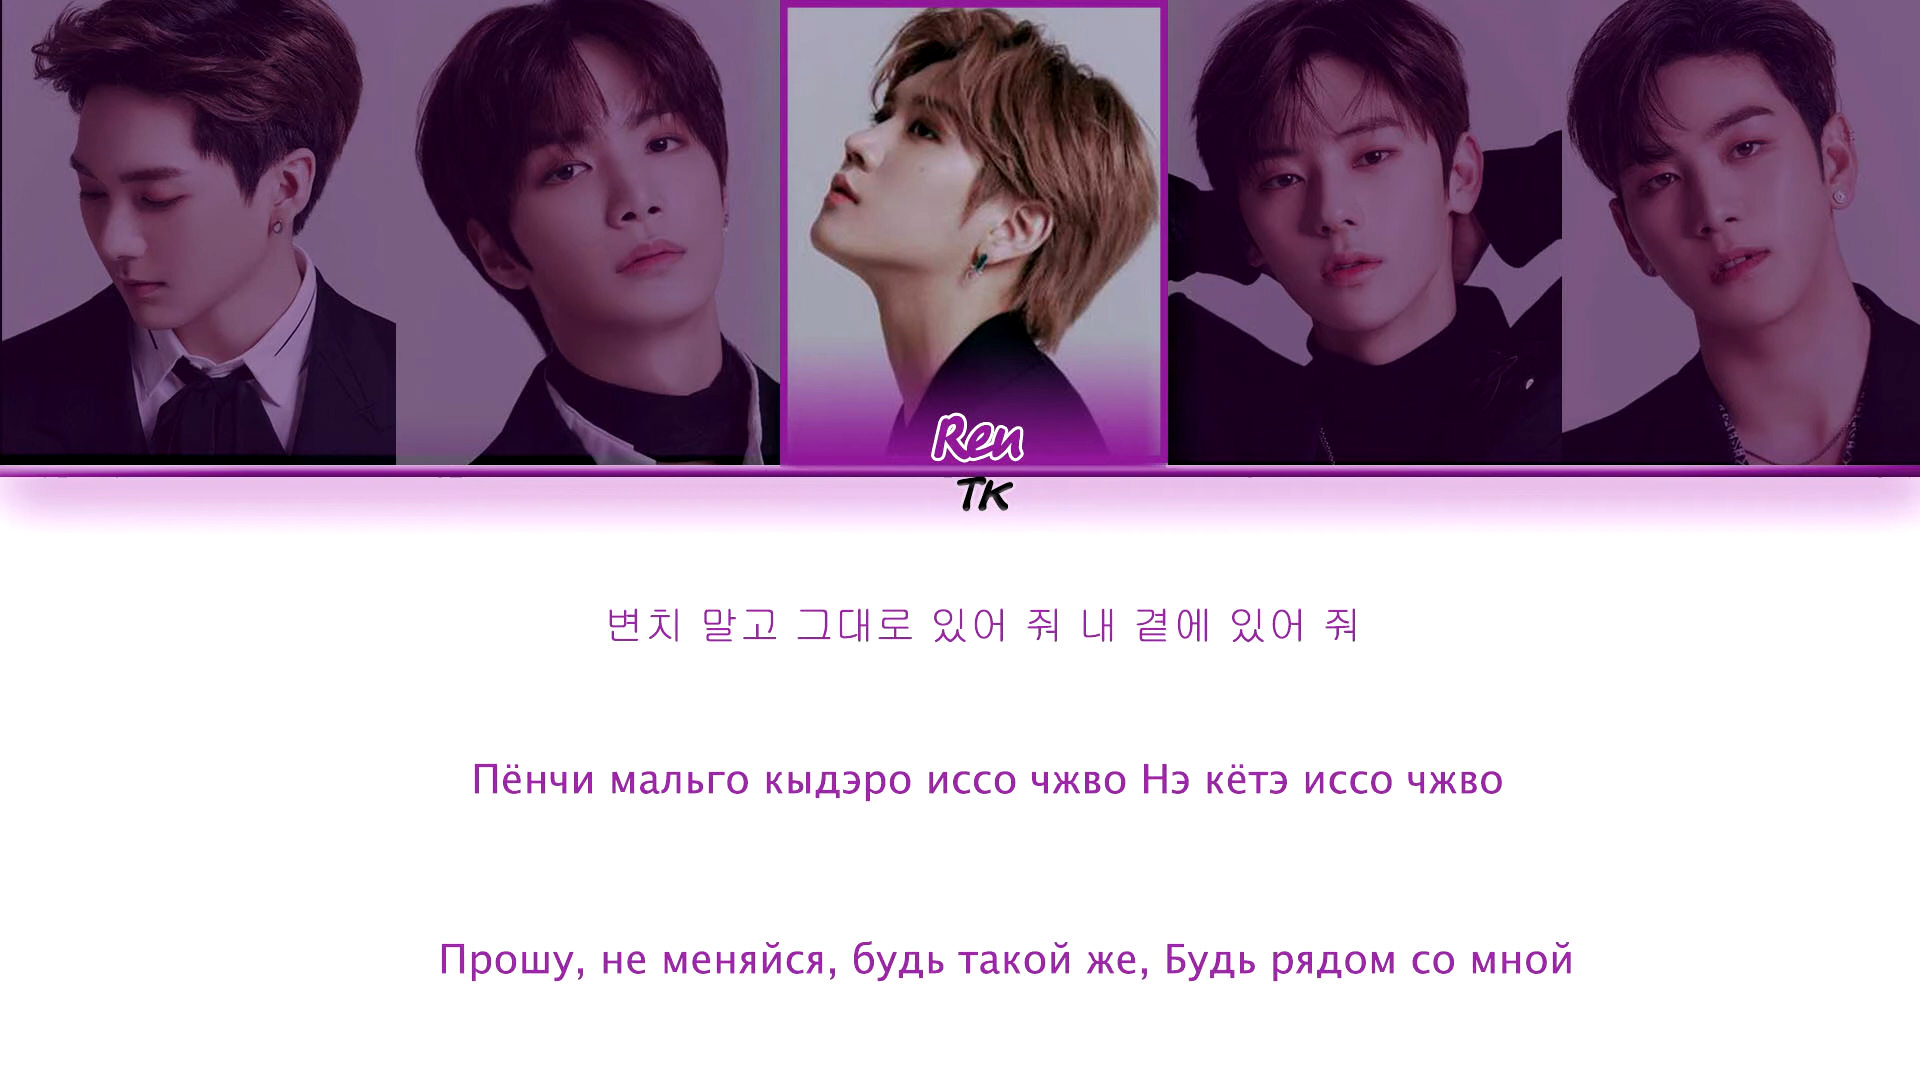 Ren
TK
변치 말고 그대로 있어 줘 내 곁에 있어 줘
Пёнчи мальго кыдэро иссо чжво Нэ кётэ иссо чжво
Прошу, не меняйся, будь такой же, Будь рядом со мной